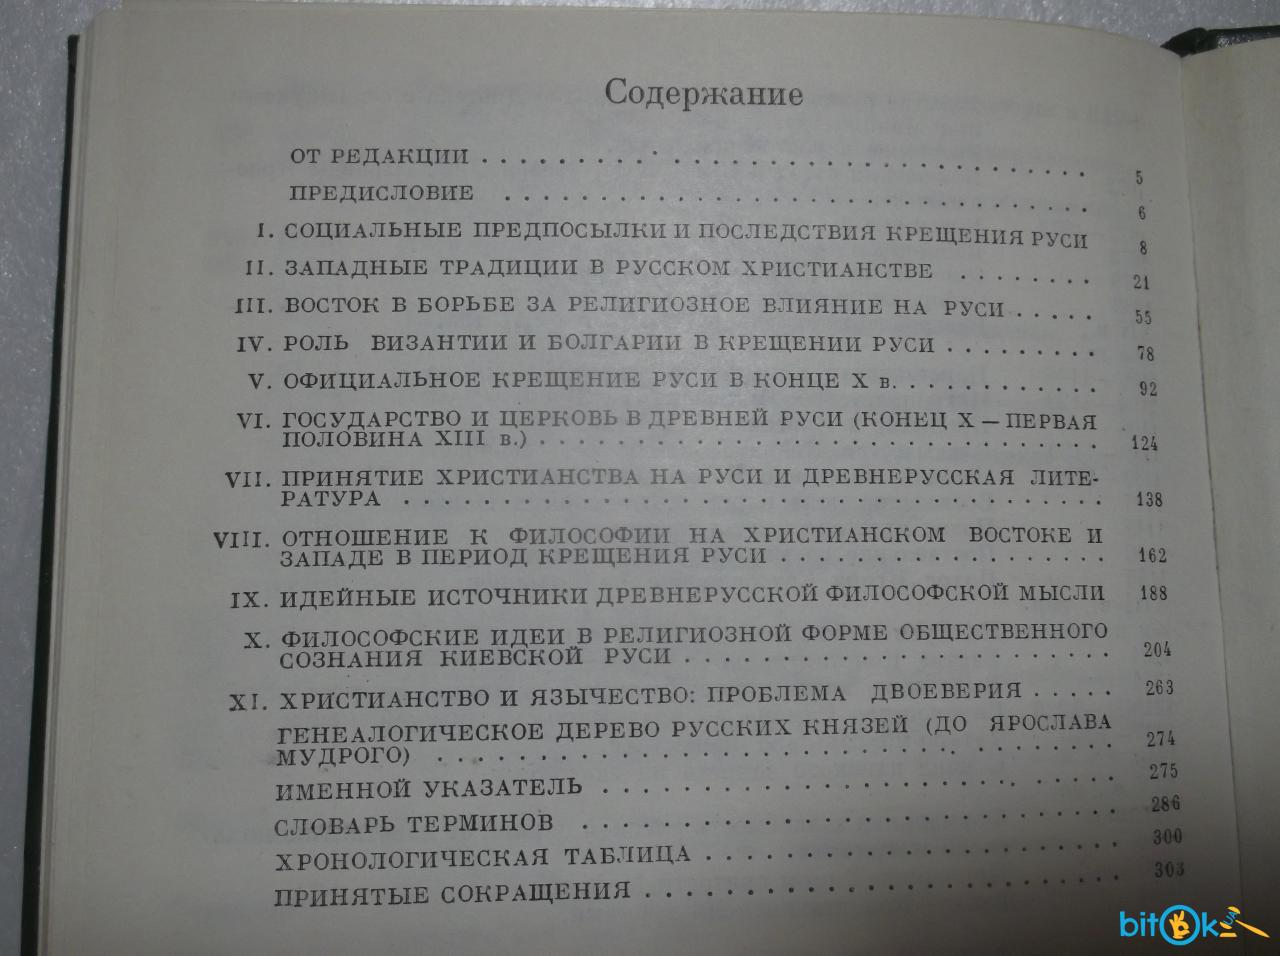 Содержание
ОТ РЕДАКЦИИ . . . . . . . . . . . . . . . . . . . . . . . . . . . . . . 5
ПРЕДИСЛОВИЕ . . . . . . . . . . . . . . . . . . . . . . . . . . . . . . 6
I. СОЦИАЛЬНЫЕ ПРЕДПОСЫЛКИ И ПОСЛЕДСТВИЯ КРЕЩЕНИЯ РУСИ 8
II. ЗАПАДНЫЕ ТРАДИЦИИ В РУССКОМ ХРИСТИАНСТВЕ . . . . . . . . 21
III. ВОСТОК В БОРЬБЕ ЗА РЕЛИГИОЗНОЕ ВЛИЯНИЕ НА РУСИ . . . . . 55
IV. РОЛЬ ВИЗАНТИИ И БОЛГАРИИ В КРЕЩЕНИИ РУСИ . . . . . . . . . 78
V. ОФИЦИАЛЬНОЕ КРЕЩЕНИЕ РУСИ В КОНЦЕ X в. . . . . . . . . . . . 92
VI. ГОСУДАРСТВО И ЦЕРКОВЬ В ДРЕВНЕЙ РУСИ (КОНЕЦ X — ПЕРВАЯ
ПОЛОВИНА XIII в.) . . . . . . . . . . . . . . . . . . . . . . . . . . . . . 124
VII. ПРИНЯТИЕ ХРИСТИАНСТВА НА РУСИ И ДРЕВНЕРУССКАЯ ЛИТЕ-
РАТУРА . . . . . . . . . . . . . . . . . . . . . . . . . . . . . . . . . . . . 138
VIII. ОТНОШЕНИЕ К ФИЛОСОФИИ НА ХРИСТИАНСКОМ ВОСТОКЕ И
ЗАПАДЕ В ПЕРИОД КРЕЩЕНИЯ РУСИ . . . . . . . . . . . . . . . . . 162
IX. ИДЕЙНЫЕ ИСТОЧНИКИ ДРЕВНЕРУССКОЙ ФИЛОСОФСКОЙ МЫСЛИ 188
X. ФИЛОСОФСКИЕ ИДЕИ В РЕЛИГИОЗНОЙ ФОРМЕ ОБЩЕСТВЕННОГО
СОЗНАНИЯ КИЕВСКОЙ РУСИ . . . . . . . . . . . . . . . . . . . . . . 204
XI. ХРИСТИАНСТВО И ЯЗЫЧЕСТВО: ПРОБЛЕМА ДВОЕВЕРИЯ . . . . . 263
ГЕНЕАЛОГИЧЕСКОЕ ДЕРЕВО РУССКИХ КНЯЗЕЙ (ДО ЯРОСЛАВА
МУДРОГО) . . . . . . . . . . . . . . . . . . . . . . . . . . . . . . . . . . 274
ИМЕННОЙ УКАЗАТЕЛЬ . . . . . . . . . . . . . . . . . . . . . . . . . . 275
СЛОВАРЬ ТЕРМИНОВ . . . . . . . . . . . . . . . . . . . . . . . . . . . 286
ХРОНОЛОГИЧЕСКАЯ ТАБЛИЦА . . . . . . . . . . . . . . . . . . . . . 300
ПРИНЯТЫЕ СОКРАЩЕНИЯ . . . . . . . . . . . . . . . . . . . . . . . . 303
bitOk UA